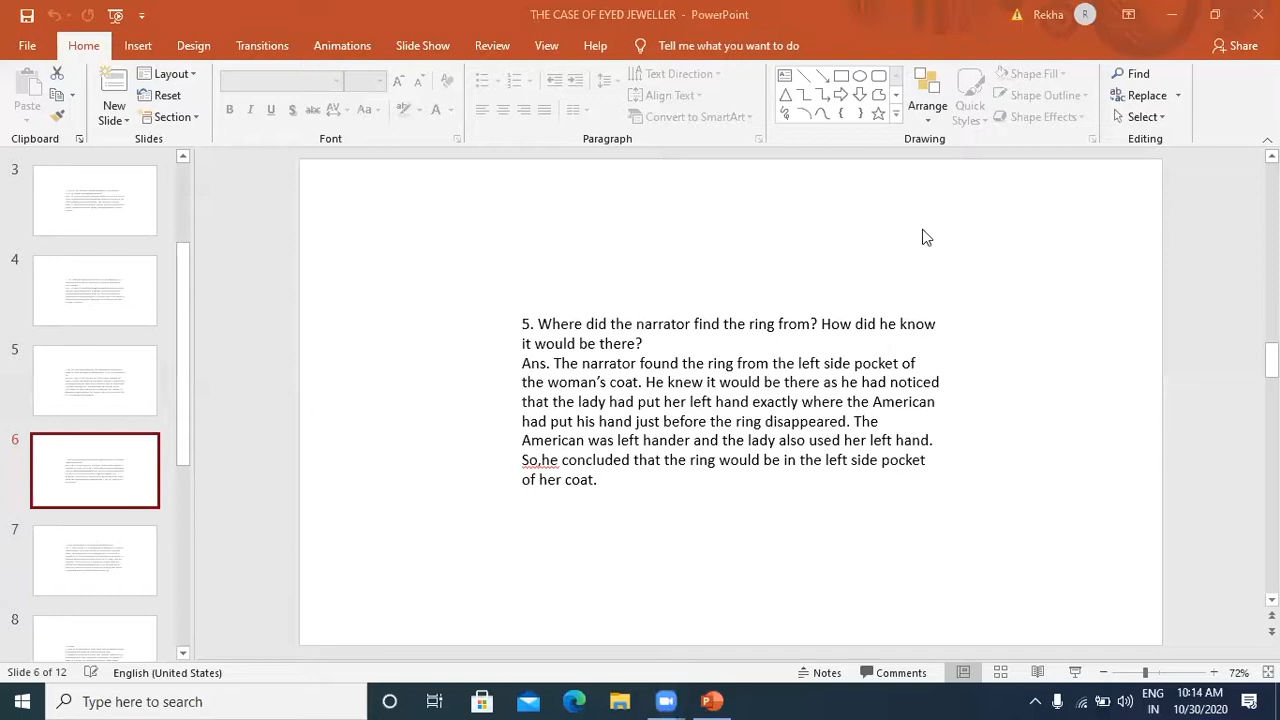 THE CASE OF EYED JEWELLER - PowerPoint
Rekha
R
File Home Insert Design Transitions Animations Slide Show Review View Help Tell me what you want to do Share
Paste
New Slide
Layout
Reset
Section
B I U S abc AV Aa A
Text Direction
Align Text
Convert to SmartArt
Arrange
Quick Styles
Shape Fill
Shape Outline
Shape Effects
Find
Replace
Select
Clipboard Slides Font Paragraph Drawing Editing
3
4
5
6
7
8
5. Where did the narrator find the ring from? How did he know
it would be there?
Ans. The narrator found the ring from the left side pocket of
the woman’s coat. He knew it would be there as he had noticed
that the lady had put her left hand exactly where the American
had put his hand just before the ring disappeared. The
American was left hander and the lady also used her left hand.
So,he concluded that the ring would be in the left side pocket
of her coat.
Slide 6 of 12 English (United States) Notes Comments 72%
Type here to search
ENG
IN
10:14 AM
10/30/2020